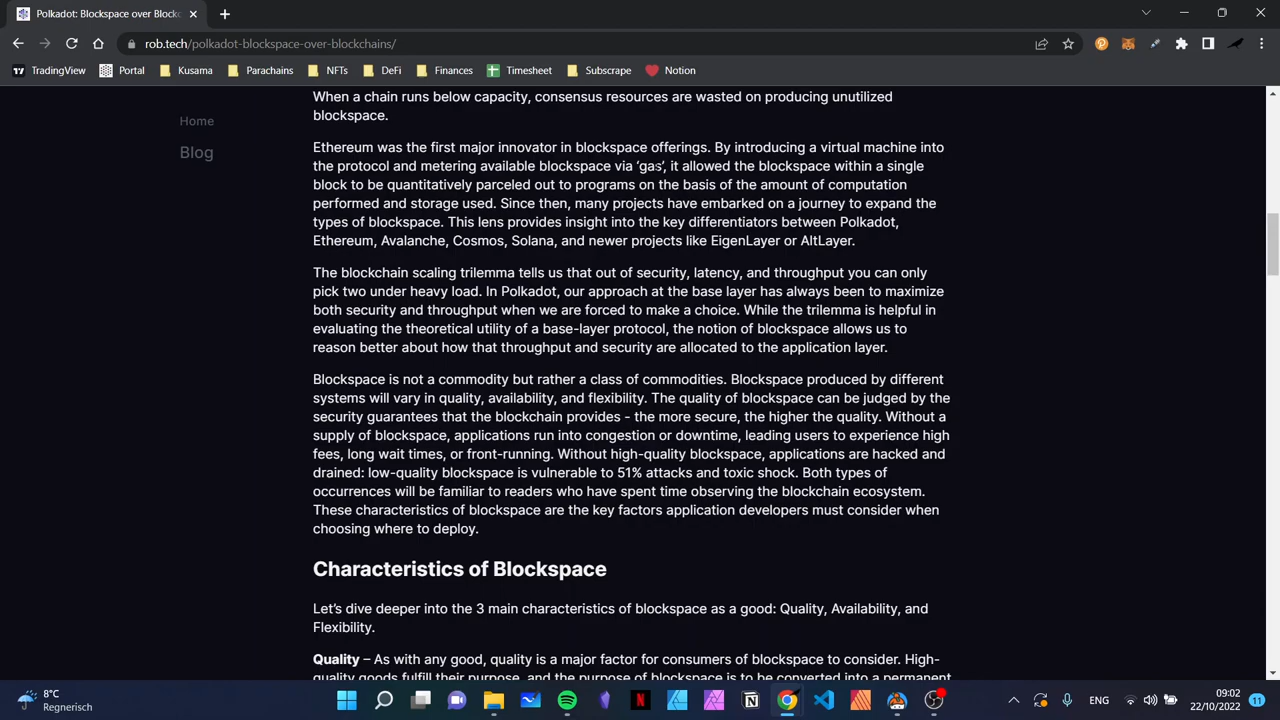 Polkadot: Blockspace over Blockc
rob.tech/polkadot-blockspace-over-blockchains/
TradingView
Portal
Kusama
Parachains
NFTs
DeFi
Finances
Timesheet
Subscrape
Notion
Home
Blog
When a chain runs below capacity, consensus resources are wasted on producing unutilized
blockspace.
Ethereum was the first major innovator in blockspace offerings. By introducing a virtual machine into
the protocol and metering available blockspace via ‘gas’, it allowed the blockspace within a single
block to be quantitatively parceled out to programs on the basis of the amount of computation
performed and storage used. Since then, many projects have embarked on a journey to expand the
types of blockspace. This lens provides insight into the key differentiators between Polkadot,
Ethereum, Avalanche, Cosmos, Solana, and newer projects like EigenLayer or AltLayer.
The blockchain scaling trilemma tells us that out of security, latency, and throughput you can only
pick two under heavy load. In Polkadot, our approach at the base layer has always been to maximize
both security and throughput when we are forced to make a choice. While the trilemma is helpful in
evaluating the theoretical utility of a base-layer protocol, the notion of blockspace allows us to
reason better about how that throughput and security are allocated to the application layer.
Blockspace is not a commodity but rather a class of commodities. Blockspace produced by different
systems will vary in quality, availability, and flexibility. The quality of blockspace can be judged by the
security guarantees that the blockchain provides - the more secure, the higher the quality. Without a
supply of blockspace, applications run into congestion or downtime, leading users to experience high
fees, long wait times, or front-running. Without high-quality blockspace, applications are hacked and
drained: low-quality blockspace is vulnerable to 51% attacks and toxic shock. Both types of
occurrences will be familiar to readers who have spent time observing the blockchain ecosystem.
These characteristics of blockspace are the key factors application developers must consider when
choosing where to deploy.
Characteristics of Blockspace
Let’s dive deeper into the 3 main characteristics of blockspace as a good: Quality, Availability, and
Flexibility.
Quality – As with any good, quality is a major factor for consumers of blockspace to consider. High-
quality goods fulfill their purpose, and the purpose of blockspace is to be converted into a permanent
8°C
Regnerisch
ENG
09:02
22/10/2022
11